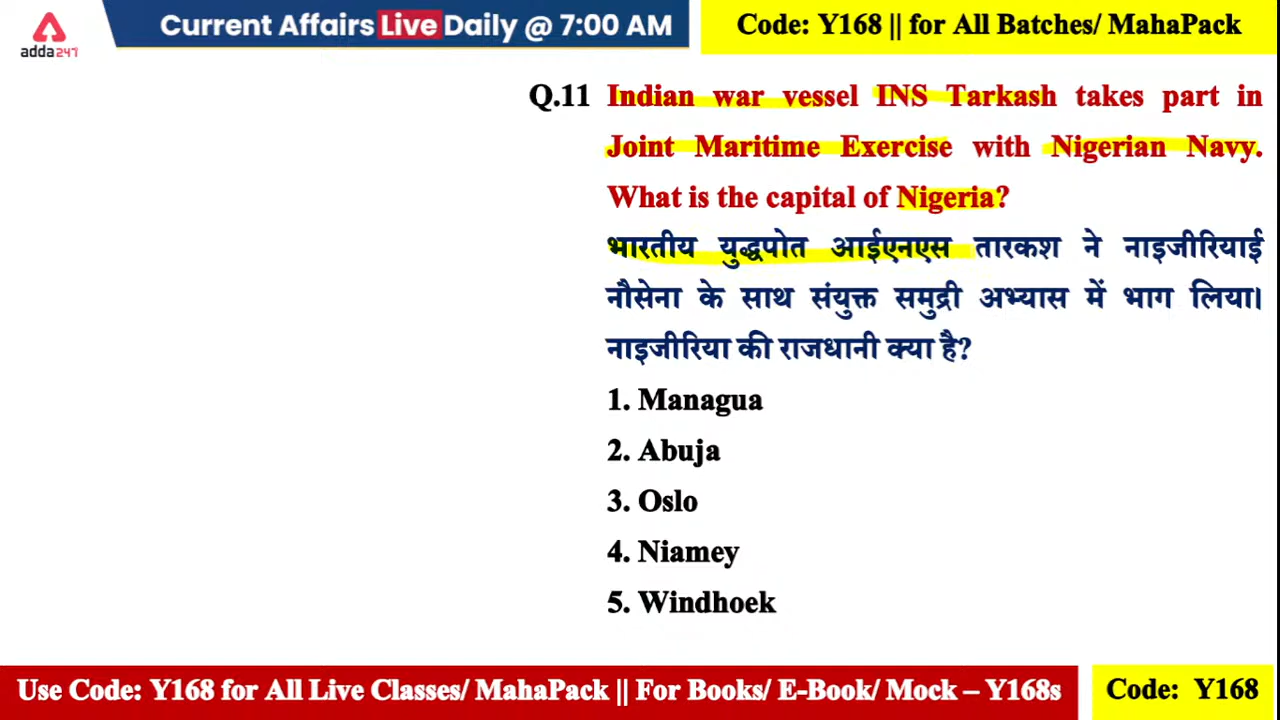 adda247
Current Affairs Live Daily @ 7:00 AM
Code: Y168 || for All Batches/ MahaPack
Q.11 Indian war vessel INS Tarkash takes part in
Joint Maritime Exercise with Nigerian Navy.
What is the capital of Nigeria?
भारतीय युद्धपोत आईएनएस तारकश ने नाइजीरियाई
नौसेना के साथ संयुक्त समुद्री अभ्यास में भाग लिया।
नाइजीरिया की राजधानी क्या है?
1. Managua
2. Abuja
3. Oslo
4. Niamey
5. Windhoek
Use Code: Y168 for All Live Classes/ MahaPack || For Books/ E-Book/ Mock – Y168s
Code: Y168